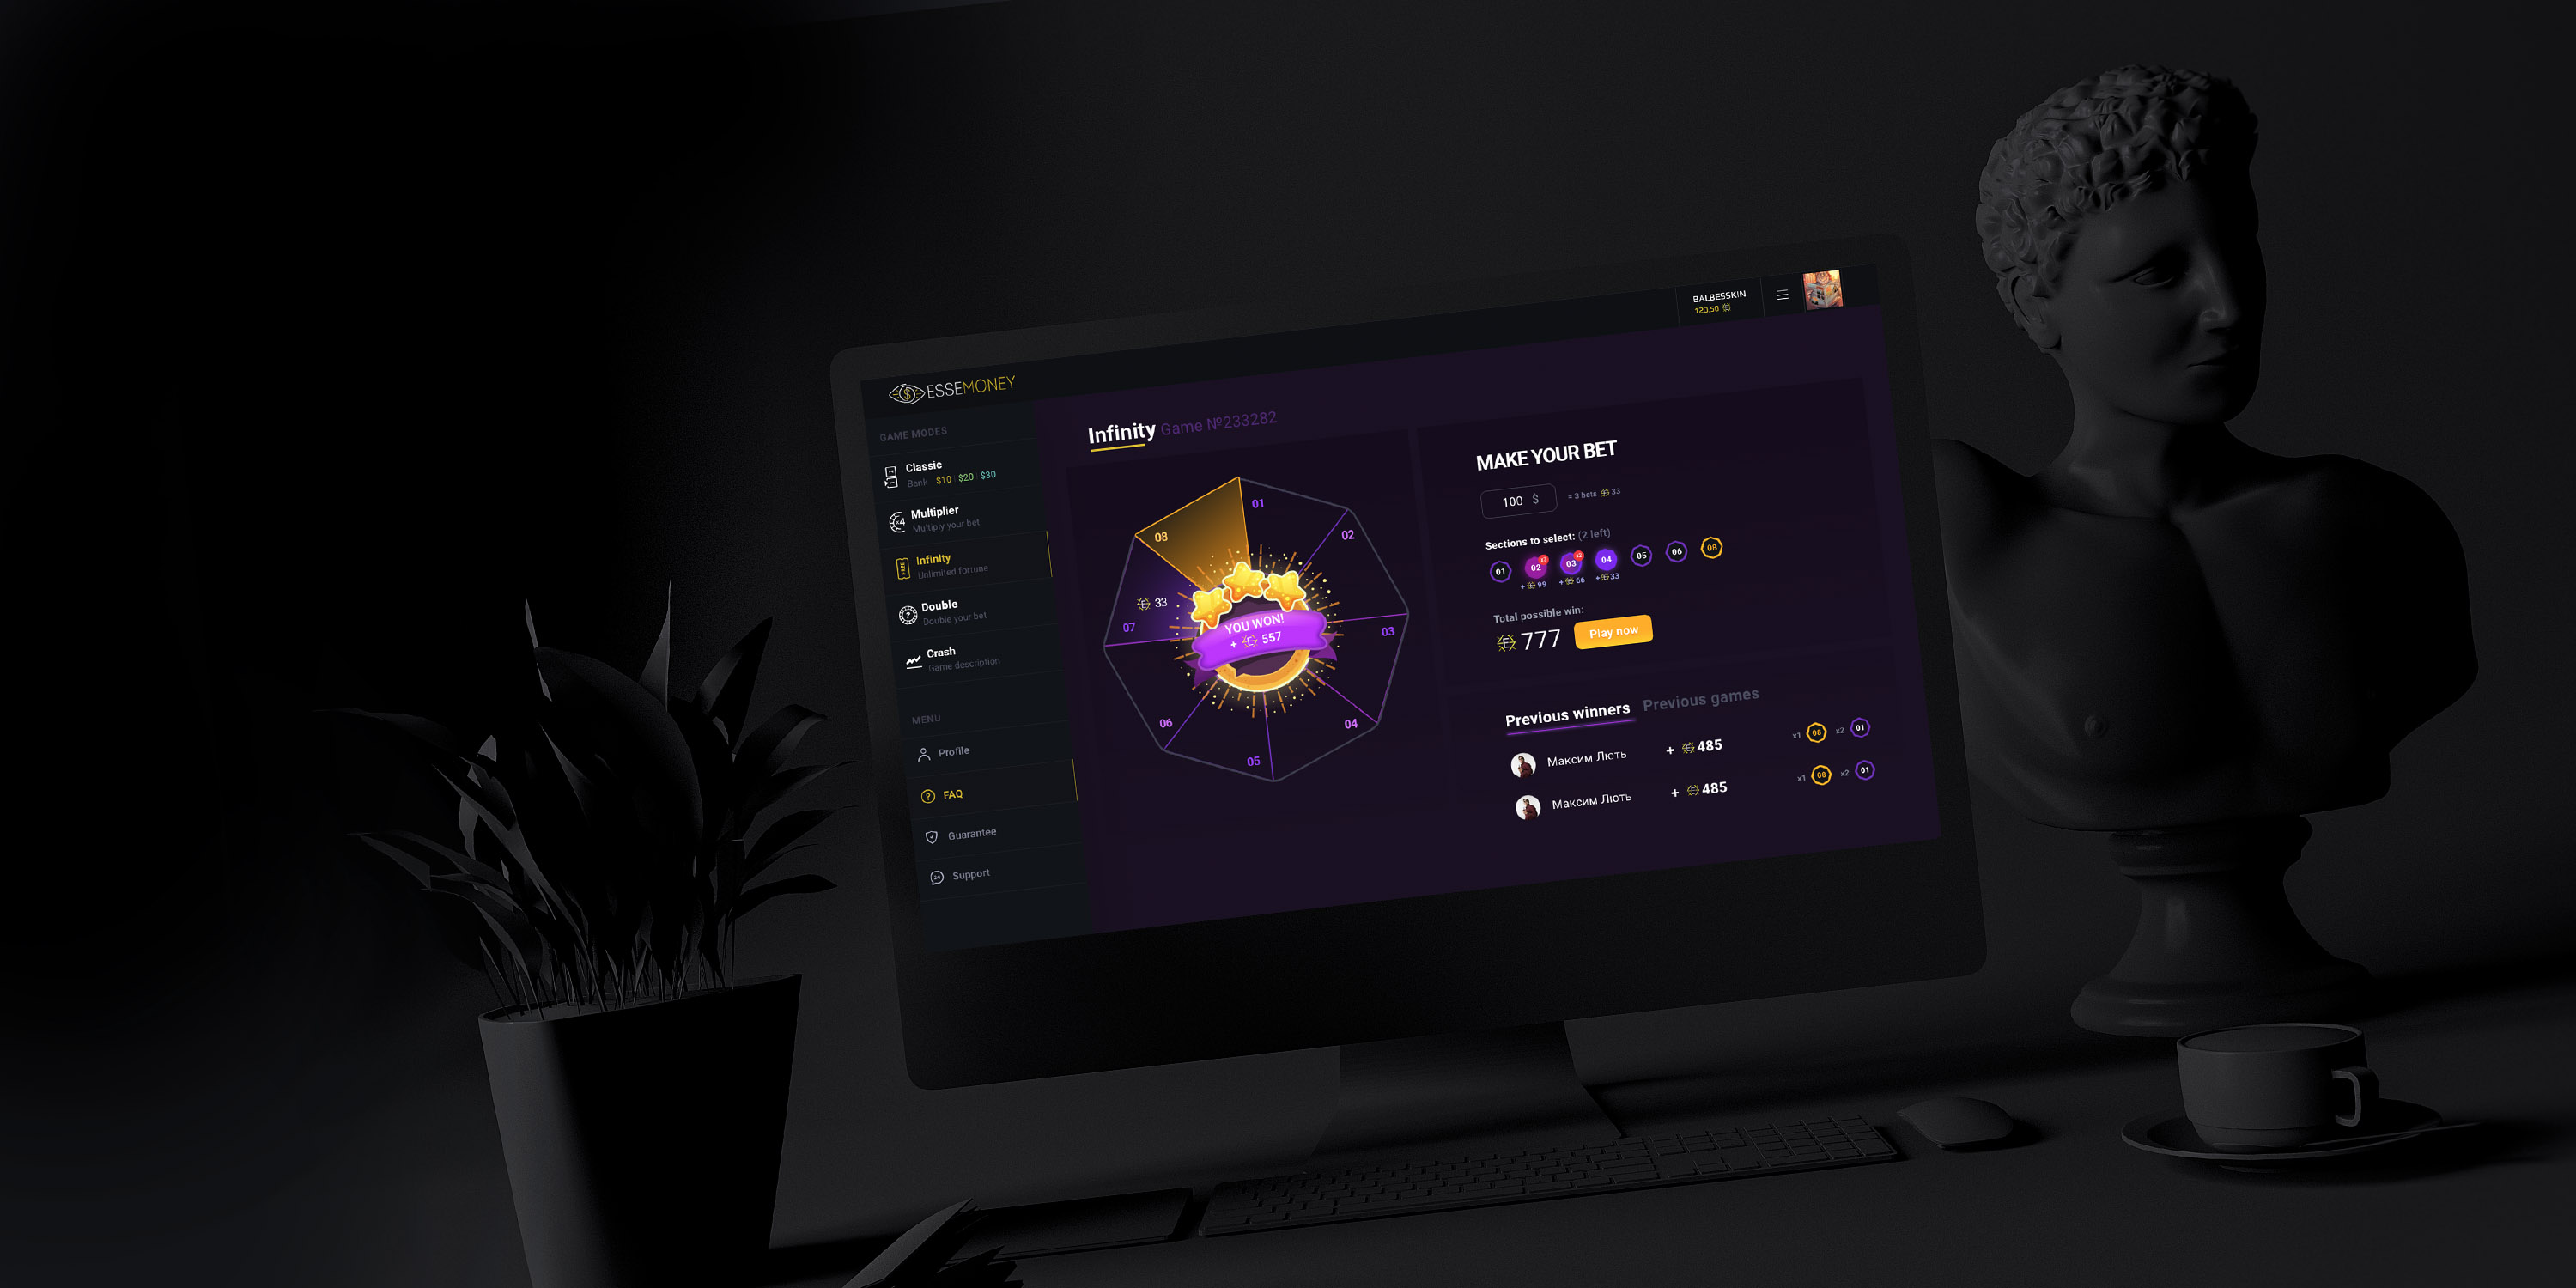 BALBESSK!N
120.50
ESSEMONEY
GAME MODES
Classic
Bank $10 $20 $30
x4
Multiplier
Multiply your bet
FREE
Infinity
Unlimited fortune
Double
Double your bet
Crash
Game description
MENU
Profile
FAQ
Guarantee
24
Support
Infinity Game №233282
01
02
03
04
05
06
07
08
33
YOU WON!
+ 557
MAKE YOUR BET
100 $ = 3 bets 33
Sections to select: (2 left)
01 02 03 04 05 06 08
+ 99 + 66 + 33
Total possible win:
777 Play now
Previous winners Previous games
Максим Лють + 485 x1 08 x2 01
Максим Лють + 485 x1 08 x2 01